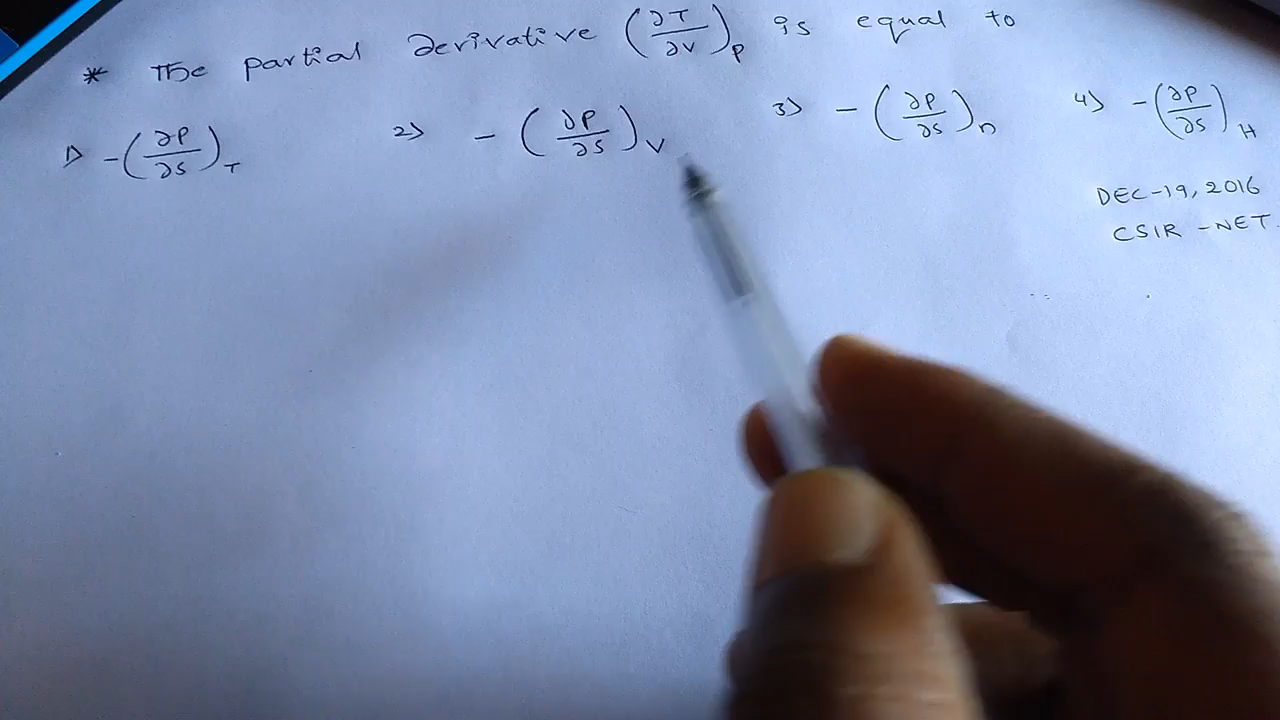 * The partial derivative (∂T/∂V)_P is equal to
1) -(∂P/∂S)_T 2) -(∂P/∂S)_V 3) -(∂P/∂S)_n 4) -(∂P/∂S)_H
DEC-19, 2016
CSIR -NET.